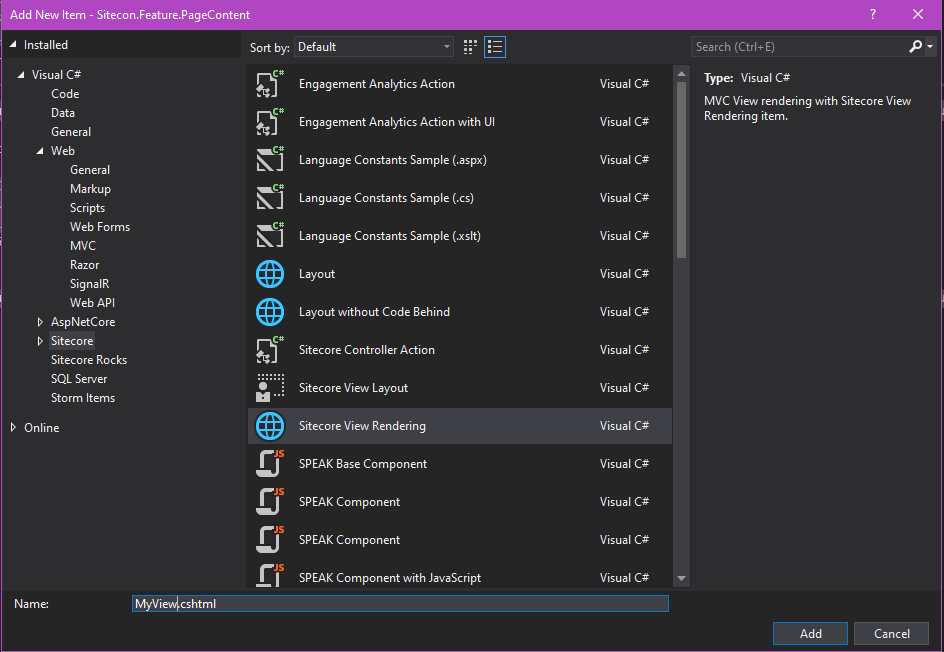 Add New Item - Sitecon.Feature.PageContent
?
Installed
Sort by: Default
Search (Ctrl+E)
Visual C#
Code
Data
General
Web
General
Markup
Scripts
Web Forms
MVC
Razor
SignalR
Web API
AspNetCore
Sitecore
Sitecore Rocks
SQL Server
Storm Items
Online
C# Engagement Analytics Action Visual C#
C# Engagement Analytics Action with UI Visual C#
C# Language Constants Sample (.aspx) Visual C#
C# Language Constants Sample (.cs) Visual C#
C# Language Constants Sample (.xslt) Visual C#
Layout Visual C#
Layout without Code Behind Visual C#
C# Sitecore Controller Action Visual C#
Sitecore View Layout Visual C#
Sitecore View Rendering Visual C#
JS SPEAK Base Component Visual C#
JS SPEAK Component Visual C#
JS SPEAK Component Visual C#
JS SPEAK Component with JavaScript Visual C#
Type: Visual C#
MVC View rendering with Sitecore View
Rendering item.
Name: MyView.cshtml
Add Cancel